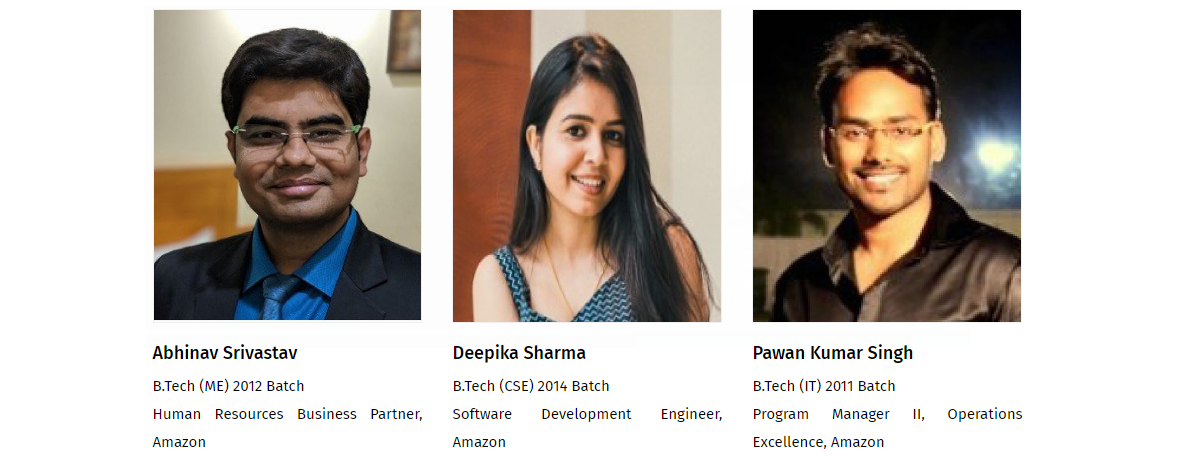 Abhinav Srivastav
B.Tech (ME) 2012 Batch
Human Resources Business Partner,
Amazon
Deepika Sharma
B.Tech (CSE) 2014 Batch
Software Development Engineer,
Amazon
Pawan Kumar Singh
B.Tech (IT) 2011 Batch
Program Manager II, Operations
Excellence, Amazon